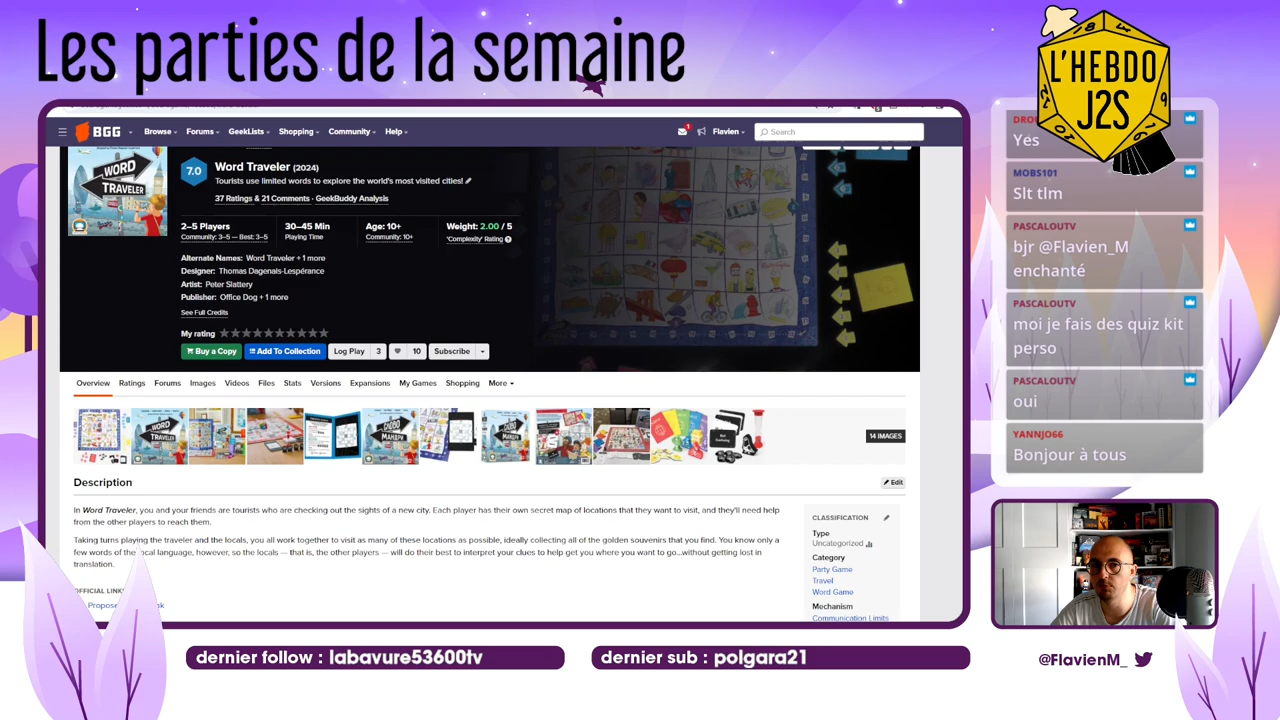 Les parties de la semaine
L'HEBDO
J2S
BGG
Browse
Forums
GeekLists
Shopping
Community
Help
1
Flavien
Search
WORD
TRAVELER
7.0
Word Traveler (2024)
Tourists use limited words to explore the world's most visited cities!
37 Ratings & 21 Comments · GeekBuddy Analysis
2–5 Players
Community: 3–5 — Best: 3–5
30–45 Min
Playing Time
Age: 10+
Community: 10+
Weight: 2.00 / 5
'Complexity' Rating
Alternate Names: Word Traveler + 1 more
Designer: Thomas Dagenais-Lespérance
Artist: Peter Slattery
Publisher: Office Dog + 1 more
See Full Credits
My rating
Buy a Copy
Add To Collection
Log Play 3
10
Subscribe
Overview
Ratings
Forums
Images
Videos
Files
Stats
Versions
Expansions
My Games
Shopping
More
14 IMAGES
Description
Edit
In Word Traveler, you and your friends are tourists who are checking out the sights of a new city. Each player has their own secret map of locations that they want to visit, and they'll need help
from the other players to reach them.
Taking turns playing the traveler and the locals, you all work together to visit as many of these locations as possible, ideally collecting all of the golden souvenirs that you find. You know only a
few words of the local language, however, so the locals — that is, the other players — will do their best to interpret your clues to help get you where you want to go...without getting lost in
translation.
CLASSIFICATION
Type
Uncategorized
Category
Party Game
Travel
Word Game
Mechanism
Communication Limits
Yes
MOBS101
Slt tlm
PASCALOUTV
bjr @Flavien_M
enchanté
PASCALOUTV
moi je fais des quiz kit
perso
PASCALOUTV
oui
YANNJO66
Bonjour à tous
dernier follow : labavure53600tv
dernier sub : polgara21
@FlavienM_